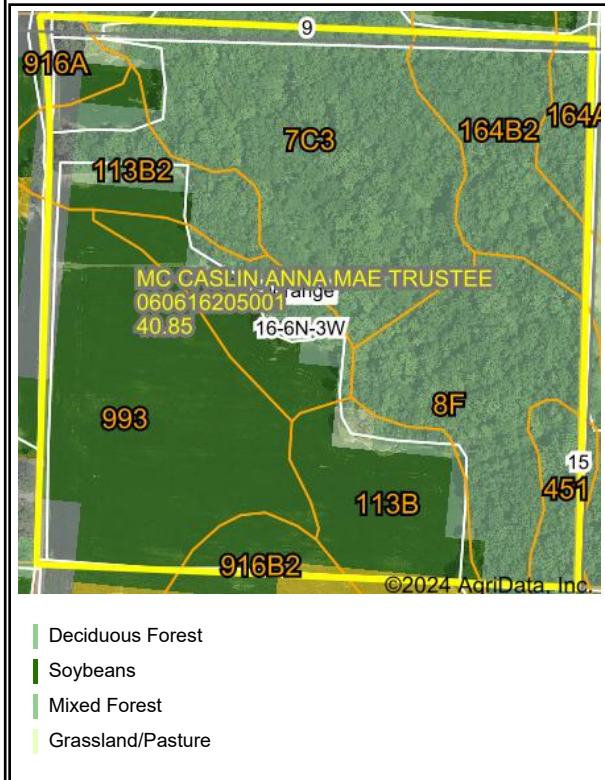 9
916A
164A
7C3
164B2
113B2
MC CASLIN ANNA MAE TRUSTEE
060616205001
range
40.85
16-6N-3W
8F
993
15
451
113B
916B2
©2024 AgriData, Inc.
Deciduous Forest
Soybeans
Mixed Forest
Grassland/Pasture